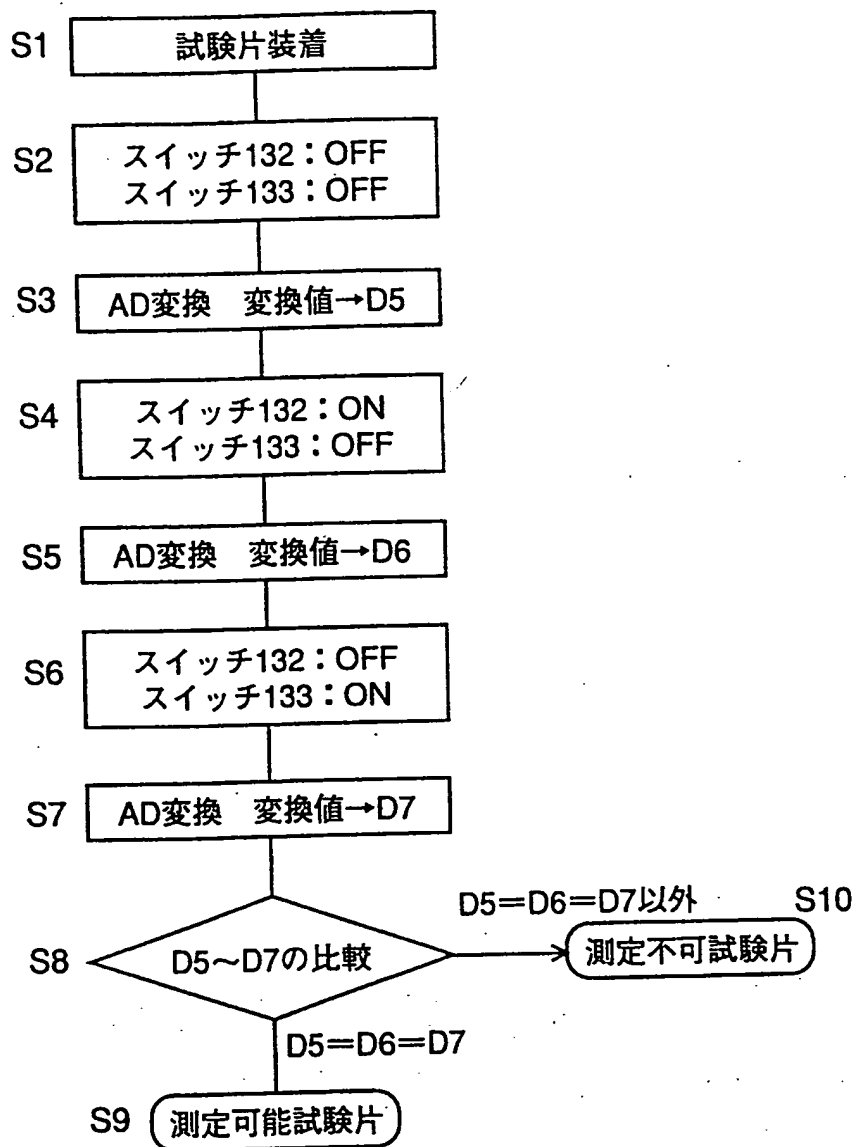 S1 試験片装着
S2 スイッチ132：OFF
スイッチ133：OFF
S3 AD変換 変換値→D5
S4 スイッチ132：ON
スイッチ133：OFF
S5 AD変換 変換値→D6
S6 スイッチ132：OFF
スイッチ133：ON
S7 AD変換 変換値→D7
D5＝D6＝D7以外 S10
S8 D5～D7の比較 測定不可試験片
D5＝D6＝D7
S9 測定可能試験片